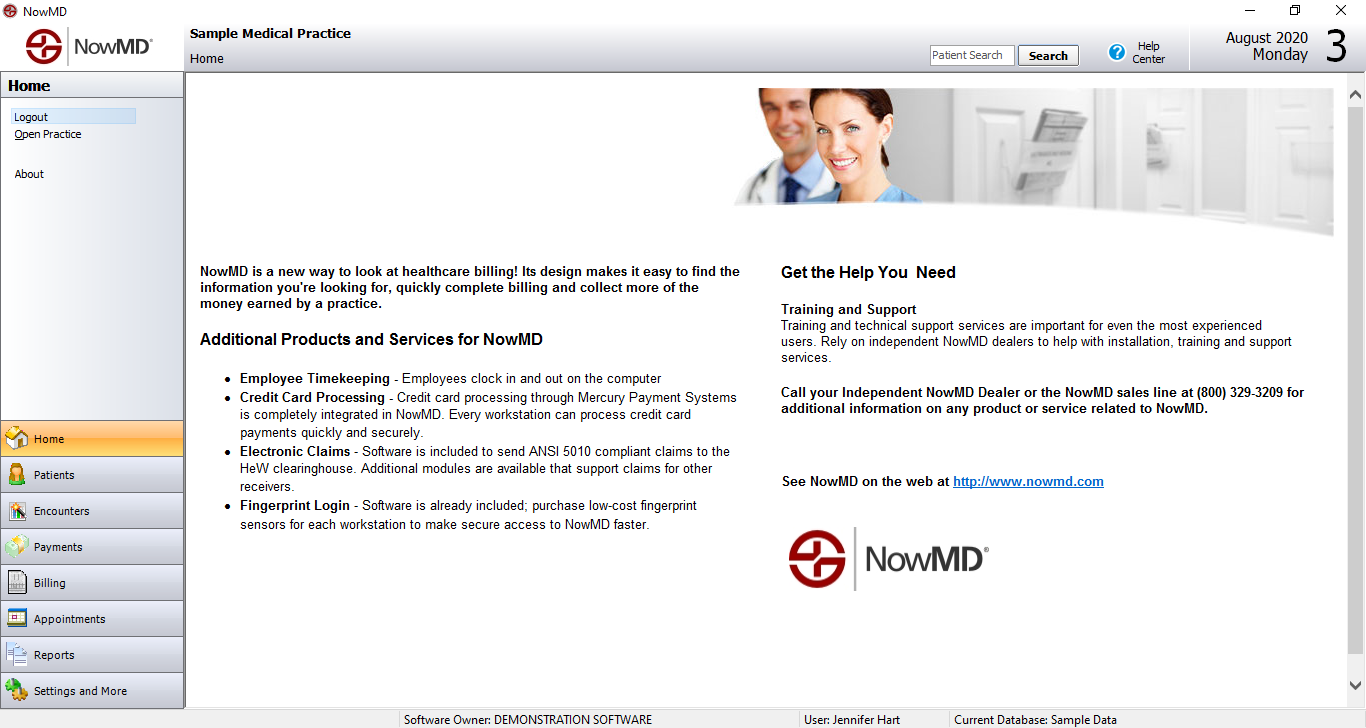 NowMD
NowMD®
Sample Medical Practice
Home
Patient Search
Search
Help
Center
August 2020
Monday
3
Home
Logout
Open Practice
About
Home
Patients
Encounters
Payments
Billing
Appointments
Reports
Settings and More
NowMD is a new way to look at healthcare billing! Its design makes it easy to find the
information you're looking for, quickly complete billing and collect more of the
money earned by a practice.
Additional Products and Services for NowMD
• Employee Timekeeping - Employees clock in and out on the computer
• Credit Card Processing - Credit card processing through Mercury Payment Systems
is completely integrated in NowMD. Every workstation can process credit card
payments quickly and securely.
• Electronic Claims - Software is included to send ANSI 5010 compliant claims to the
HeW clearinghouse. Additional modules are available that support claims for other
receivers.
• Fingerprint Login - Software is already included; purchase low-cost fingerprint
sensors for each workstation to make secure access to NowMD faster.
Get the Help You Need
Training and Support
Training and technical support services are important for even the most experienced
users. Rely on independent NowMD dealers to help with installation, training and support
services.
Call your Independent NowMD Dealer or the NowMD sales line at (800) 329-3209 for
additional information on any product or service related to NowMD.
See NowMD on the web at http://www.nowmd.com
NowMD®
Software Owner: DEMONSTRATION SOFTWARE
User: Jennifer Hart
Current Database: Sample Data